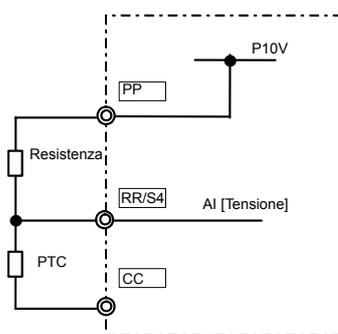 P10V
PP
Resistenza
RR/S4
AI [Tensione]
PTC
CC